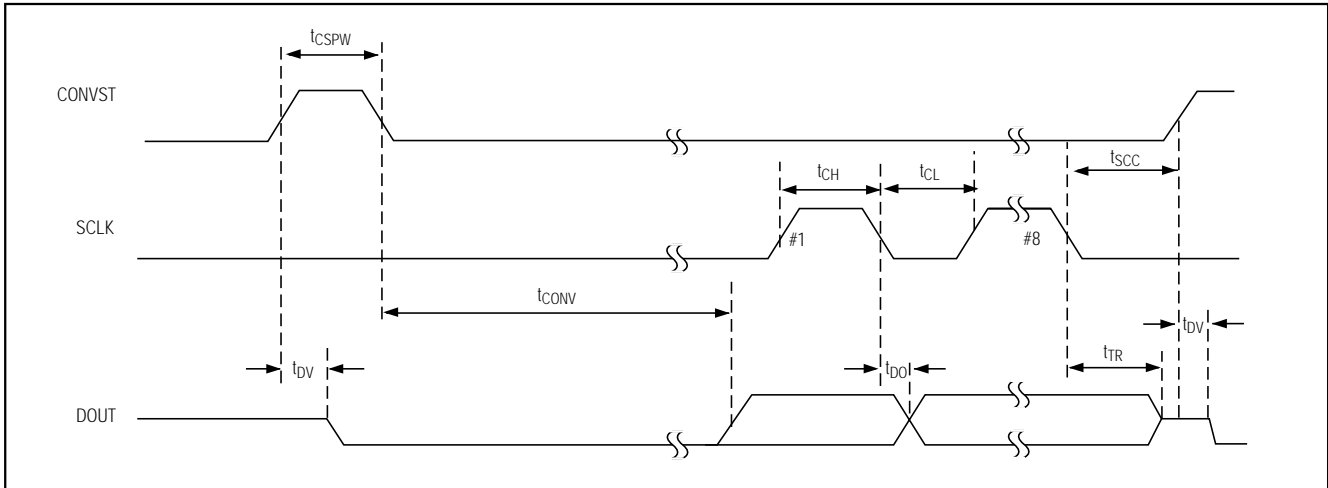 tCSPW
CONVST
tSCC
tCH
tCL
SCLK
#1
#8
tCONV
tDV
tTR
tDV
tDO
DOUT